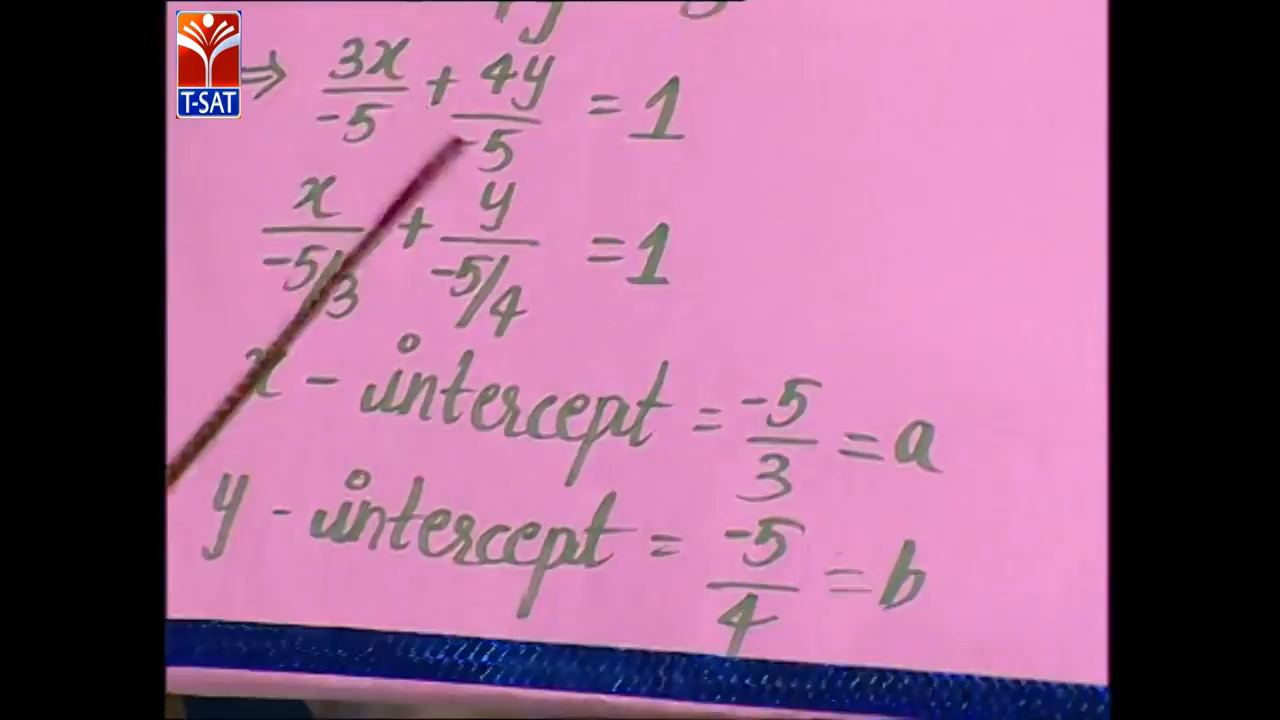 T-SAT
⇒ 3x/-5 + 4y/-5 = 1
x/-5/3 + y/-5/4 = 1
x - intercept = -5/3 = a
y - intercept = -5/4 = b